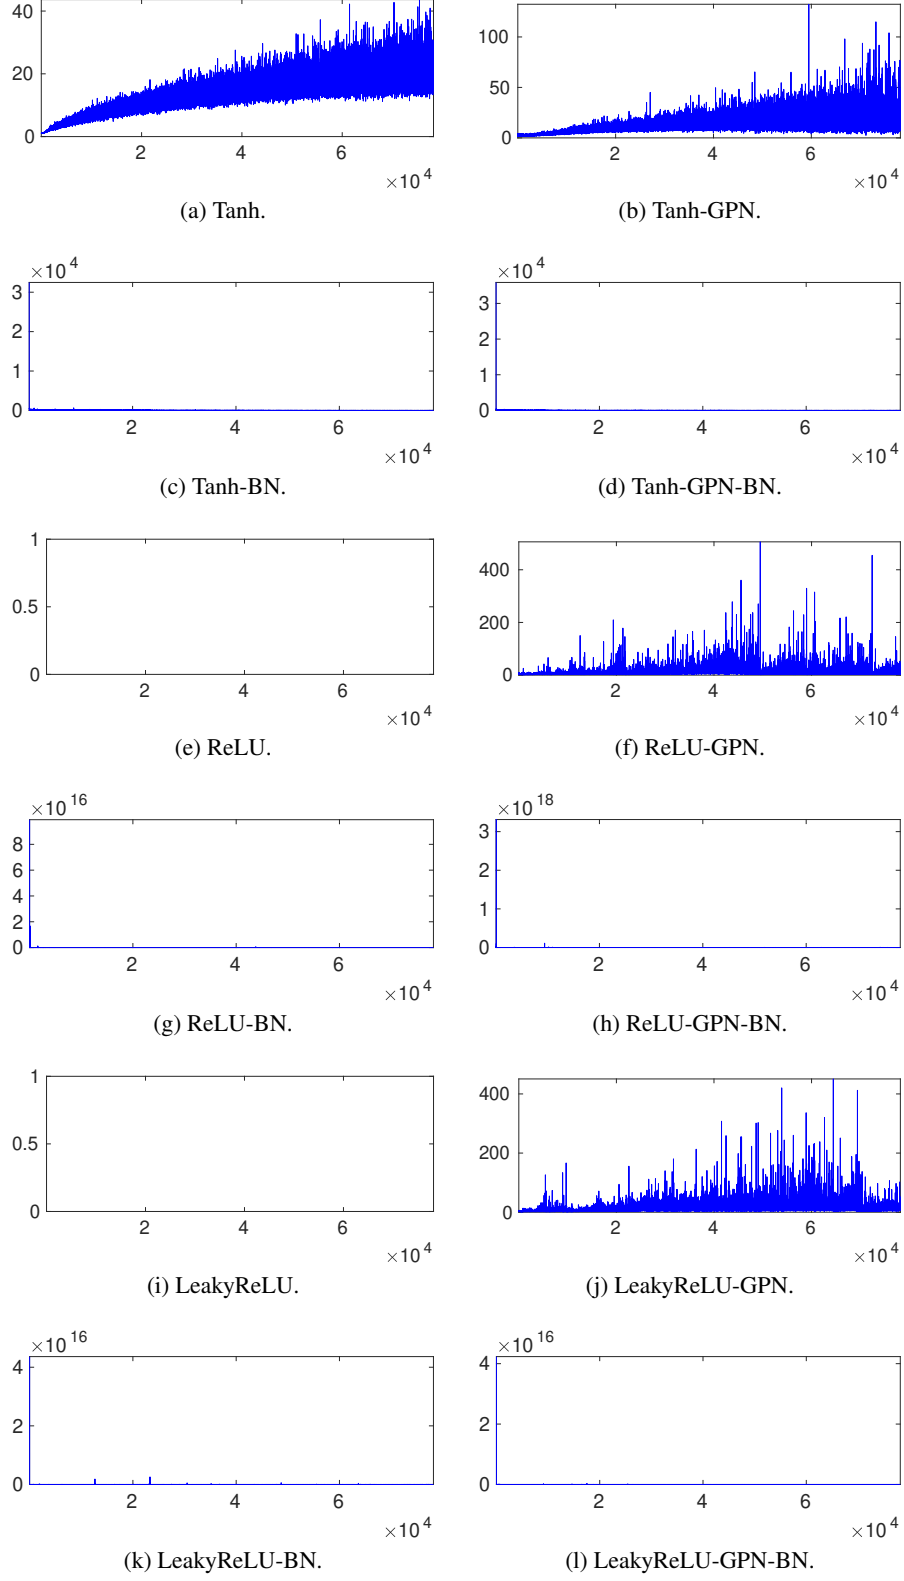 40
20
0
2 4 6
×10^4
(a) Tanh.
100
50
0
2 4 6
×10^4
(b) Tanh-GPN.
×10^4
3
2
1
0
2 4 6
×10^4
(c) Tanh-BN.
×10^4
3
2
1
0
2 4 6
×10^4
(d) Tanh-GPN-BN.
1
0.5
0
2 4 6
×10^4
(e) ReLU.
400
200
0
2 4 6
×10^4
(f) ReLU-GPN.
×10^16
8
6
4
2
0
2 4 6
×10^4
(g) ReLU-BN.
×10^18
3
2
1
0
2 4 6
×10^4
(h) ReLU-GPN-BN.
1
0.5
0
2 4 6
×10^4
(i) LeakyReLU.
400
200
0
2 4 6
×10^4
(j) LeakyReLU-GPN.
×10^16
4
2
0
2 4 6
×10^4
(k) LeakyReLU-BN.
×10^16
4
2
0
2 4 6
×10^4
(l) LeakyReLU-GPN-BN.